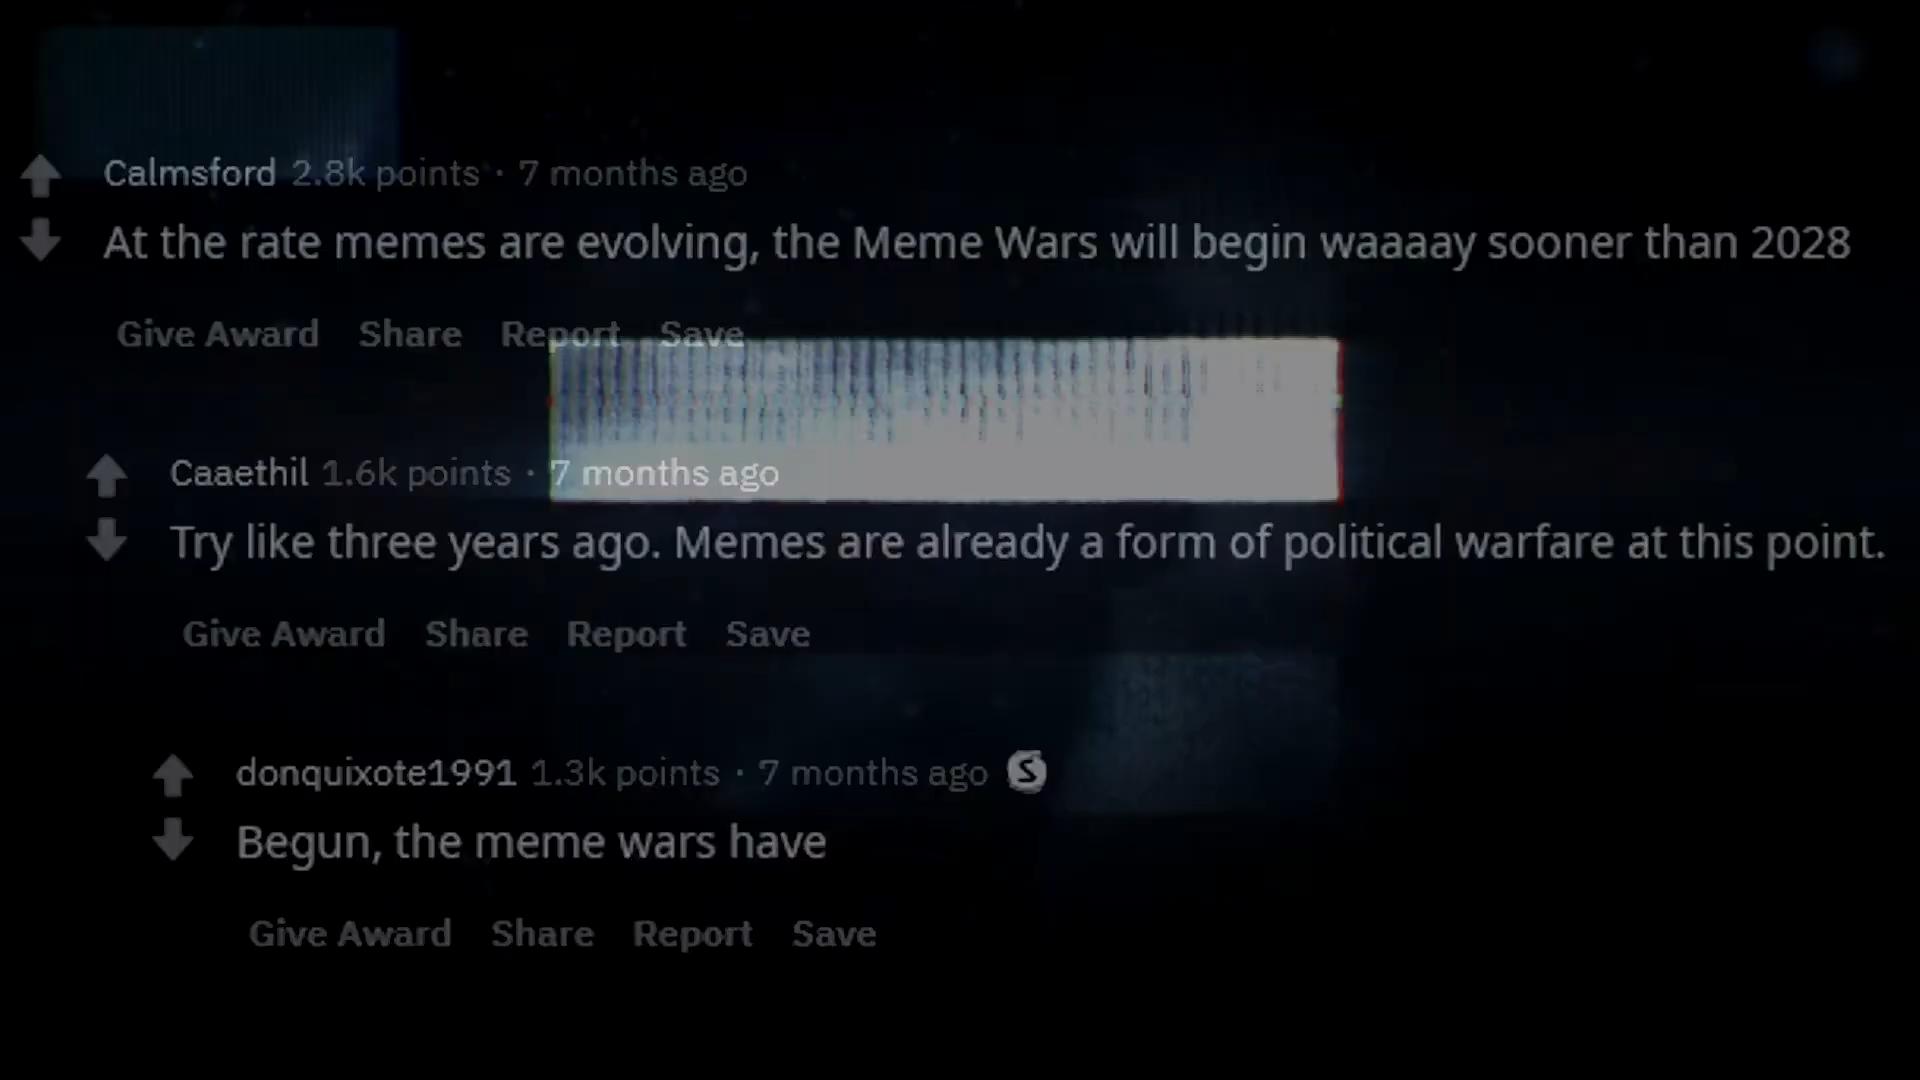 Calmsford 2.8k points · 7 months ago
At the rate memes are evolving, the Meme Wars will begin waaaay sooner than 2028
Give Award Share Report Save
Caaethil 1.6k points · 7 months ago
Try like three years ago. Memes are already a form of political warfare at this point.
Give Award Share Report Save
donquixote1991 1.3k points · 7 months ago S
Begun, the meme wars have
Give Award Share Report Save